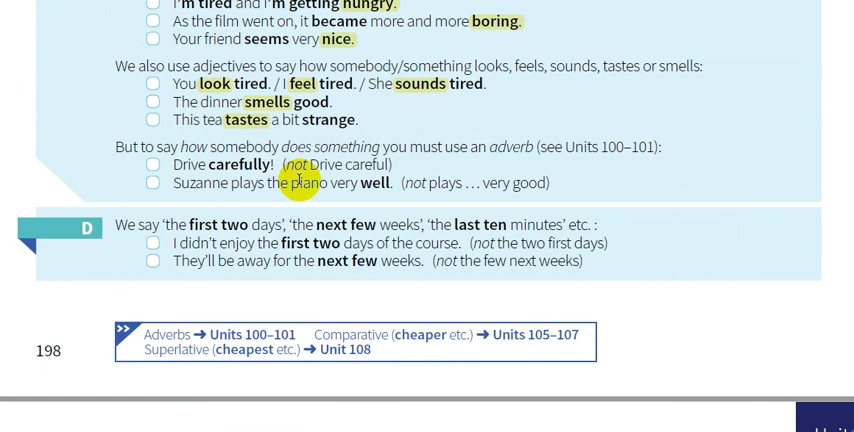 I'm tired and I'm getting hungry.
As the film went on, it became more and more boring.
Your friend seems very nice.
We also use adjectives to say how somebody/something looks, feels, sounds, tastes or smells:
You look tired. / I feel tired. / She sounds tired.
The dinner smells good.
This tea tastes a bit strange.
But to say how somebody does something you must use an adverb (see Units 100–101):
Drive carefully! (not Drive careful)
Suzanne plays the piano very well. (not plays … very good)
D
We say ‘the first two days’, ‘the next few weeks’, ‘the last ten minutes’ etc. :
I didn't enjoy the first two days of the course. (not the two first days)
They'll be away for the next few weeks. (not the few next weeks)
>> Adverbs ➜ Units 100–101 Comparative (cheaper etc.) ➜ Units 105–107
198
Superlative (cheapest etc.) ➜ Unit 108